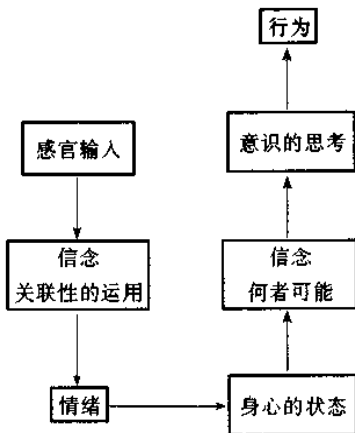 行为
感官输入
意识的思考
信念
关联性的运用
信念
何者可能
情绪
身心的状态